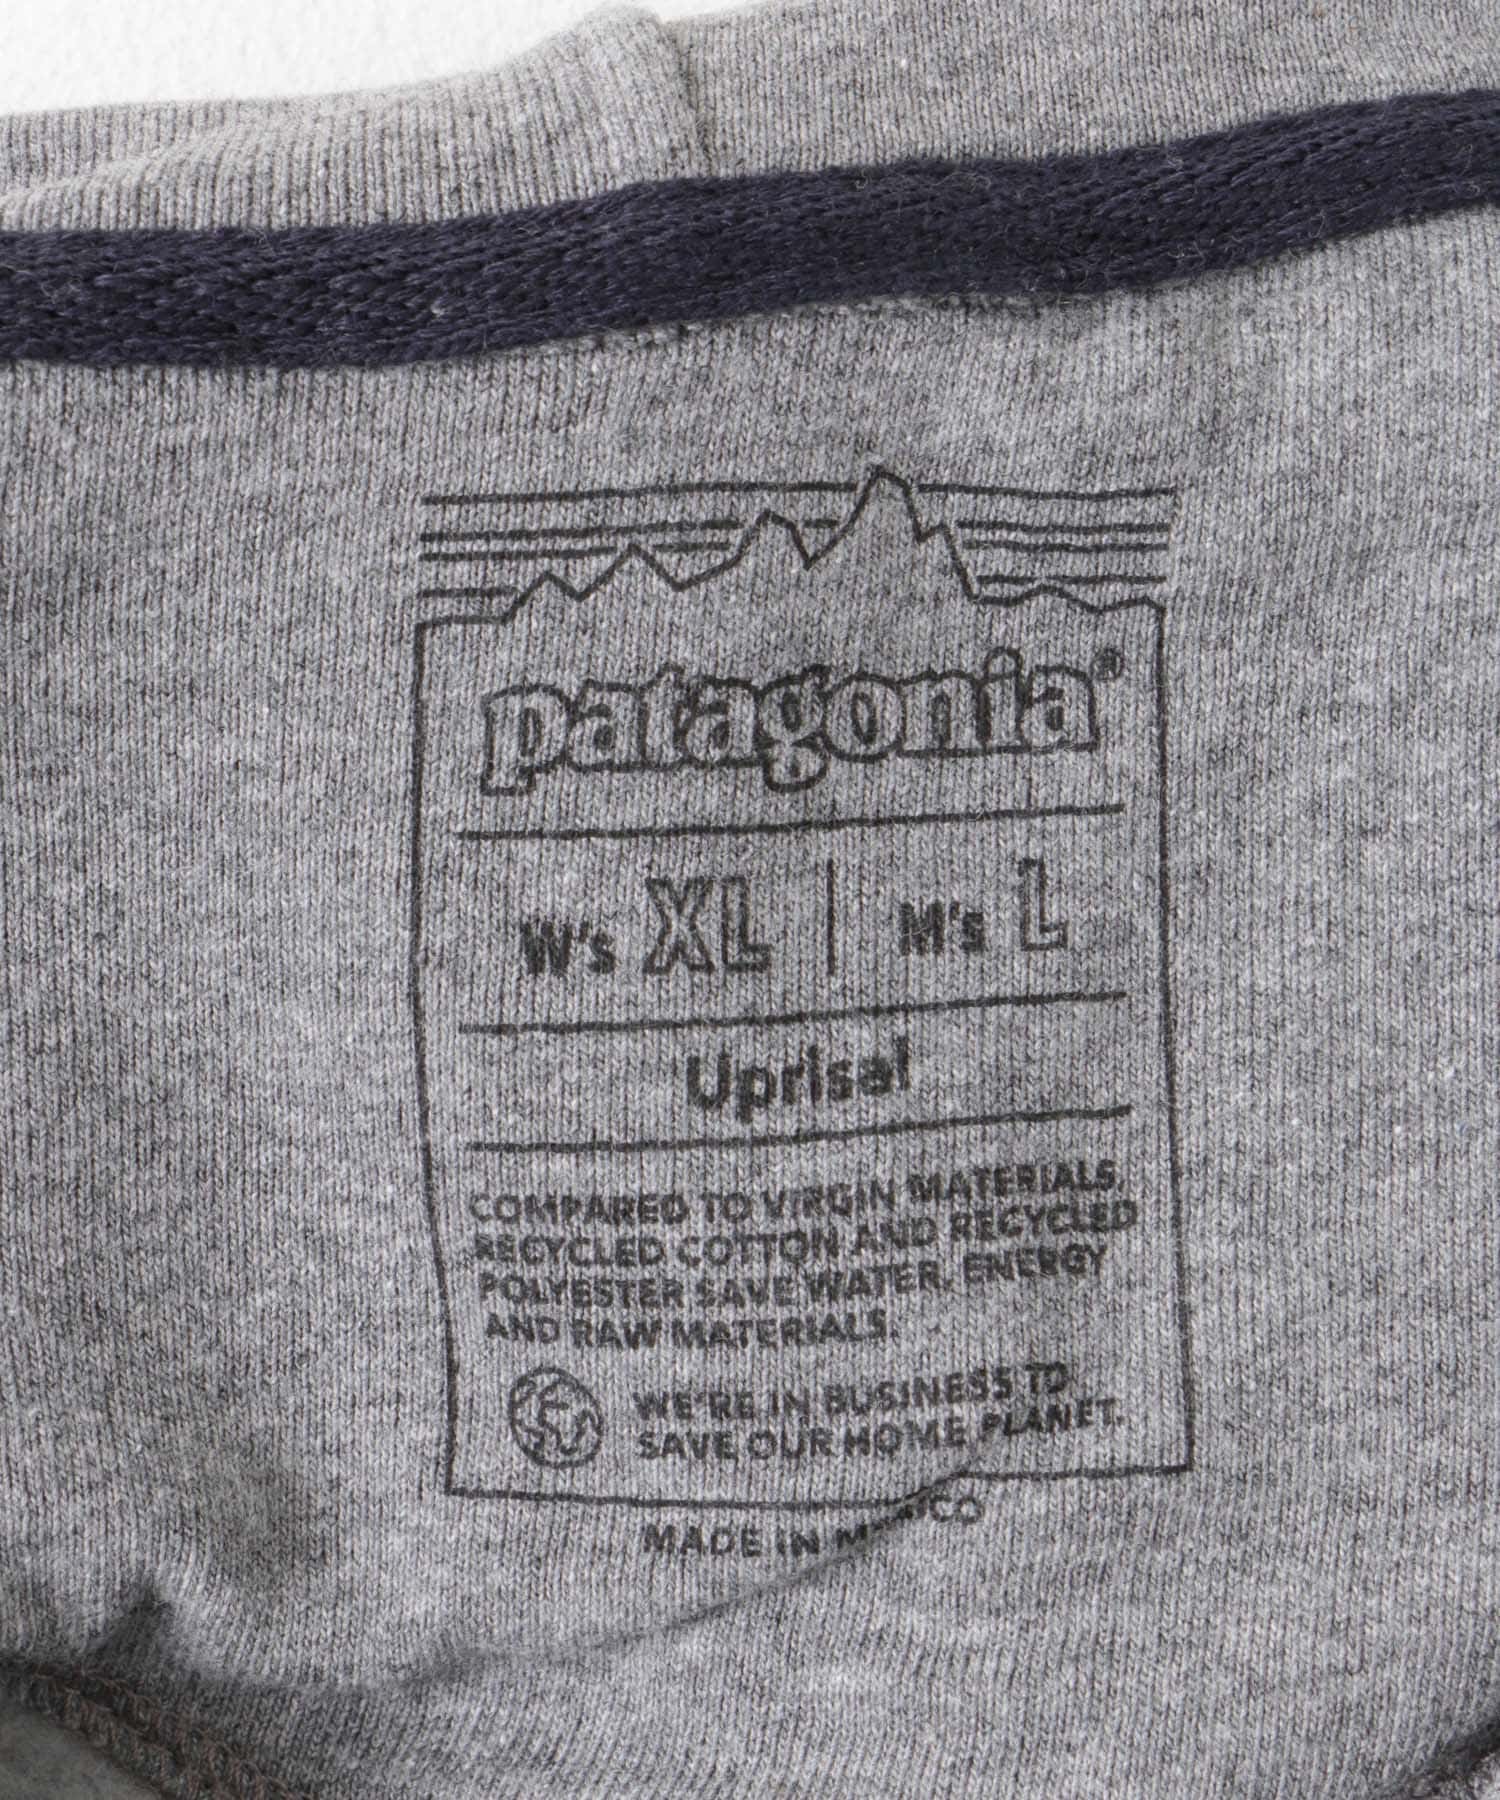 patagonia®
W's XL | M's L
Uprisal
COMPARED TO VIRGIN MATERIALS,
RECYCLED COTTON AND RECYCLED
POLYESTER SAVE WATER, ENERGY
AND RAW MATERIALS.
WE'RE IN BUSINESS TO
SAVE OUR HOME PLANET.
MADE IN MEXICO